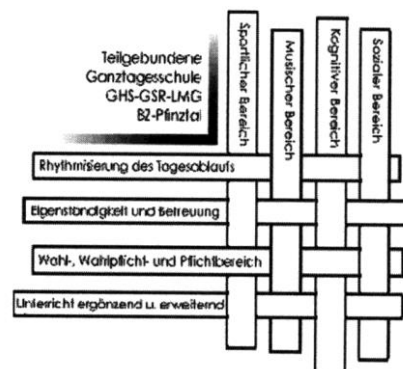 Teilgebundene
Ganztagesschule
GHS-GSR-LMG
BZ-Pfinztal
Sportlicher Bereich
Musischer Bereich
Kognitiver Bereich
Sozialer Bereich
Rhythmisierung des Tagesablaufs
Eigenständigkeit und Betreuung
Wahl-, Wahlpflicht- und Pflichtbereich
Unterricht ergänzend u. erweiternd